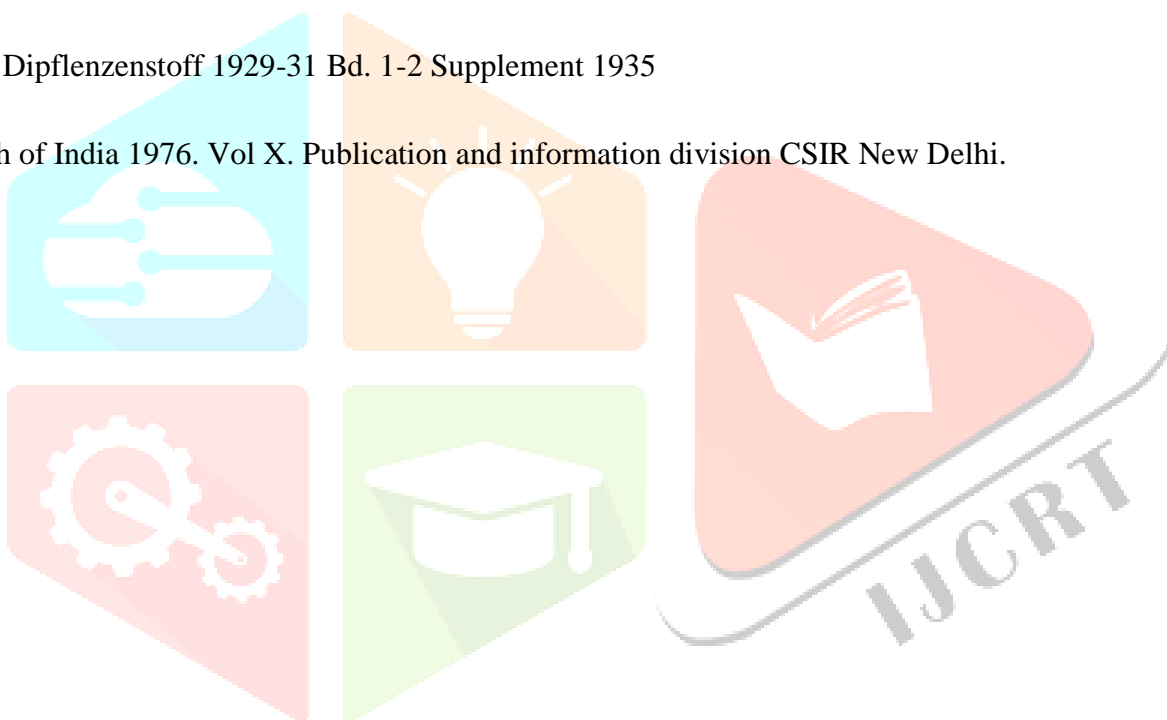 Dipflenzenstoff 1929-31 Bd. 1-2 Supplement 1935
h of India 1976. Vol X. Publication and information division CSIR New Delhi.
IJCRT